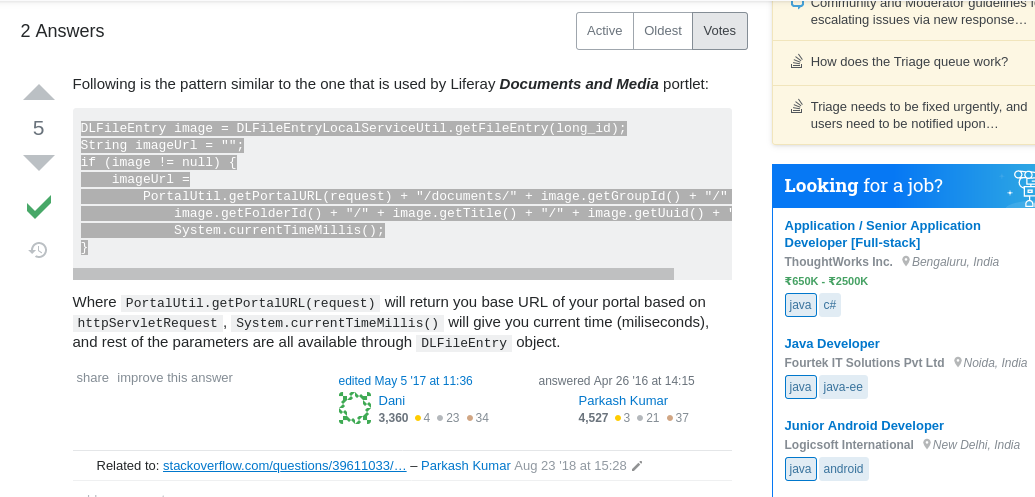 2 Answers
Active
Oldest
Votes
5
Following is the pattern similar to the one that is used by Liferay Documents and Media portlet:
DLFileEntry image = DLFileEntryLocalServiceUtil.getFileEntry(long_id);
String imageUrl = "";
if (image != null) {
imageUrl =
PortalUtil.getPortalURL(request) + "/documents/" + image.getGroupId() + "/"
image.getFolderId() + "/" + image.getTitle() + "/" + image.getUuid() + "
System.currentTimeMillis();
}
Where PortalUtil.getPortalURL(request) will return you base URL of your portal based on
httpServletRequest , System.currentTimeMillis() will give you current time (miliseconds),
and rest of the parameters are all available through DLFileEntry object.
share improve this answer
edited May 5 '17 at 11:36
Dani
3,360 4 23 34
answered Apr 26 '16 at 14:15
Parkash Kumar
4,527 3 21 37
Related to: stackoverflow.com/questions/39611033/… – Parkash Kumar Aug 23 '18 at 15:28
Community and Moderator guidelines
escalating issues via new response…
How does the Triage queue work?
Triage needs to be fixed urgently, and
users need to be notified upon…
Looking for a job?
Application / Senior Application
Developer [Full-stack]
ThoughtWorks Inc. Bengaluru, India
₹650K - ₹2500K
java c#
Java Developer
Fourtek IT Solutions Pvt Ltd Noida, India
java java-ee
Junior Android Developer
Logicsoft International New Delhi, India
java android